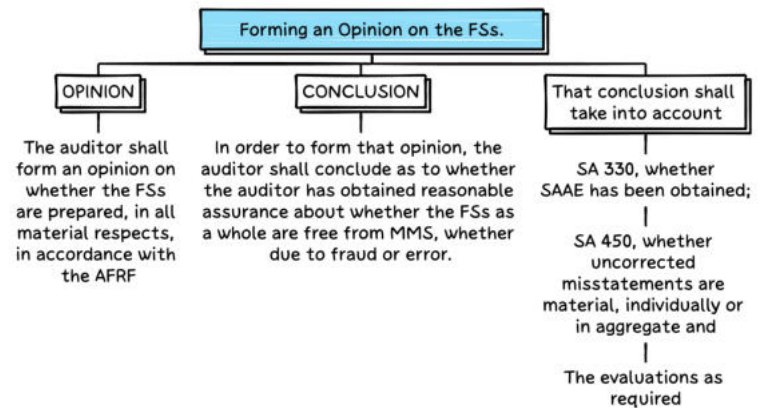 Forming an Opinion on the FSs.
OPINION
The auditor shall
form an opinion on
whether the FSs
are prepared, in all
material respects,
in accordance with
the AFRF
CONCLUSION
In order to form that opinion, the
auditor shall conclude as to whether
the auditor has obtained reasonable
assurance about whether the FSs as
a whole are free from MMS, whether
due to fraud or error.
That conclusion shall
take into account
SA 330, whether
SAAE has been obtained;
SA 450, whether
uncorrected
misstatements are
material, individually or
in aggregate and
The evaluations as
required